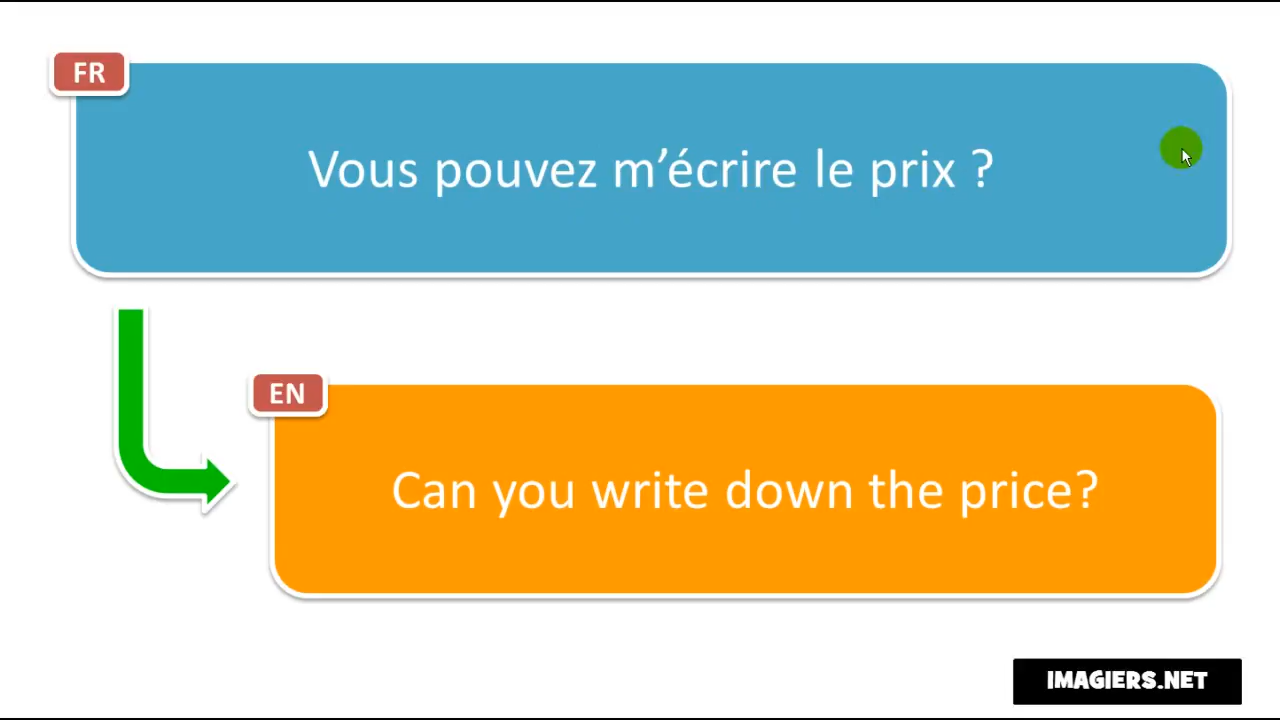 FR
Vous pouvez m’écrire le prix ?
EN
Can you write down the price?
IMAGIERS.NET